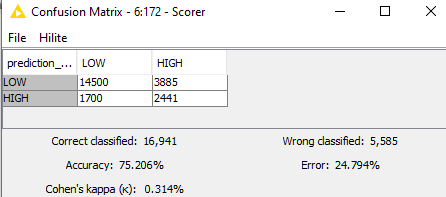 Confusion Matrix - 6:172 - Scorer
File Hilite
prediction_... LOW HIGH
LOW 14500 3885
HIGH 1700 2441
Correct classified: 16,941 Wrong classified: 5,585
Accuracy: 75.206% Error: 24.794%
Cohen's kappa (κ): 0.314%